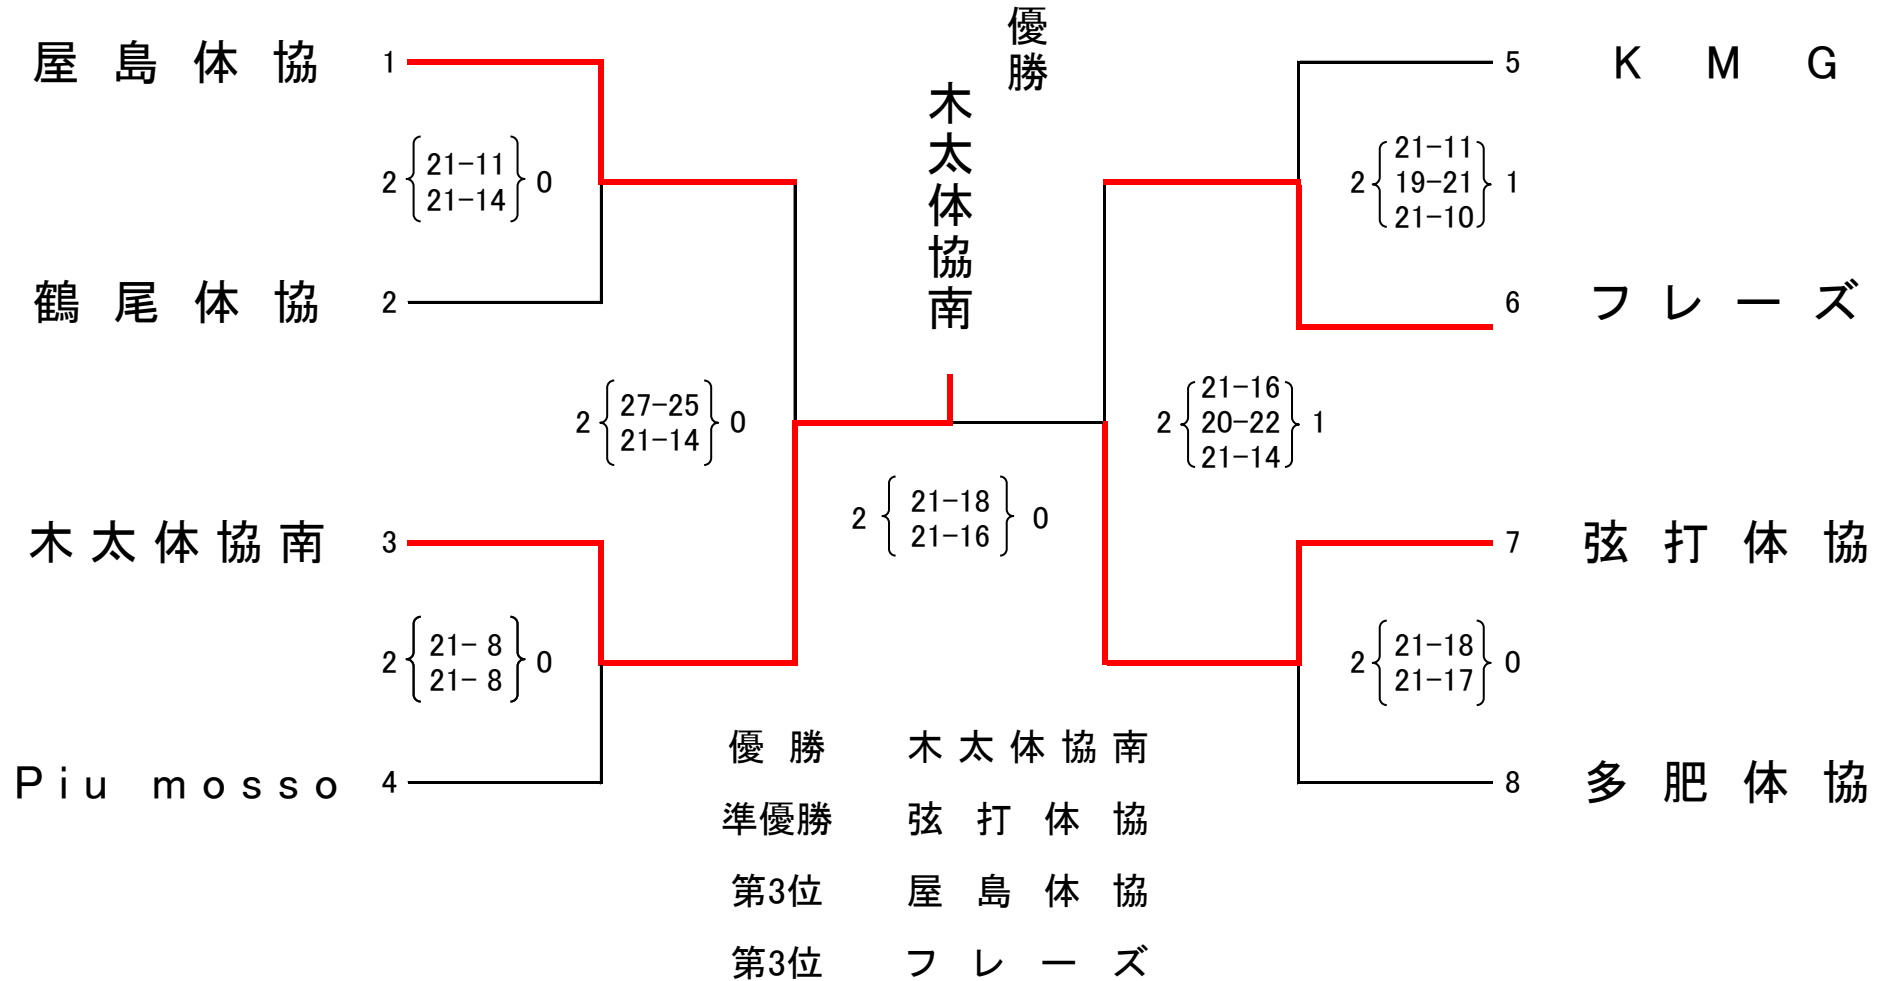 優勝
木太体協南
屋島体協 1
2 21-11 0
21-14
鶴尾体協 2
2 27-25 0
21-14
木太体協南 3
2 21- 8 0
21- 8
Piu mosso 4
2 21-18 0
21-16
5 KMG
2 21-11 1
19-21
21-10
6 フレーズ
2 21-16 1
20-22
21-14
7 弦打体協
2 21-18 0
21-17
8 多肥体協
優勝 木太体協南
準優勝 弦打体協
第3位 屋島体協
第3位 フレーズ